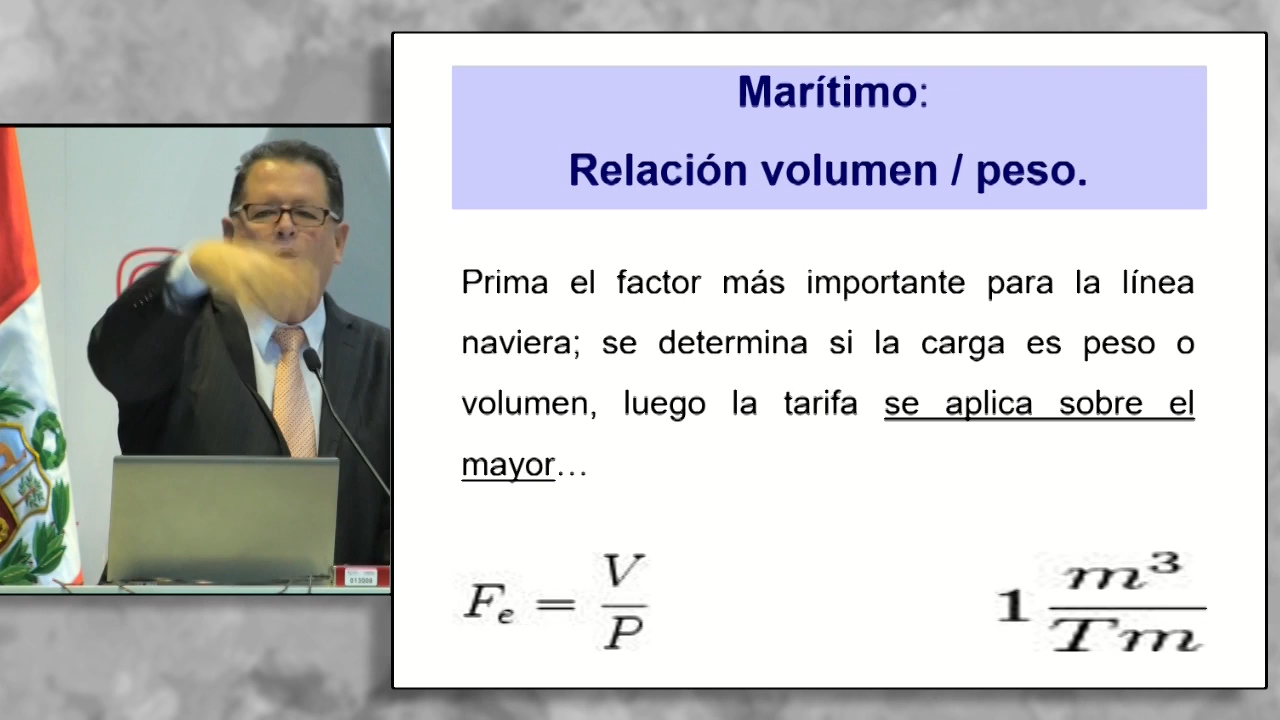 Marítimo:
Relación volumen / peso.
Prima el factor más importante para la línea
naviera; se determina si la carga es peso o
volumen, luego la tarifa se aplica sobre el
mayor…
F_e = V/P
1 m³/Tm